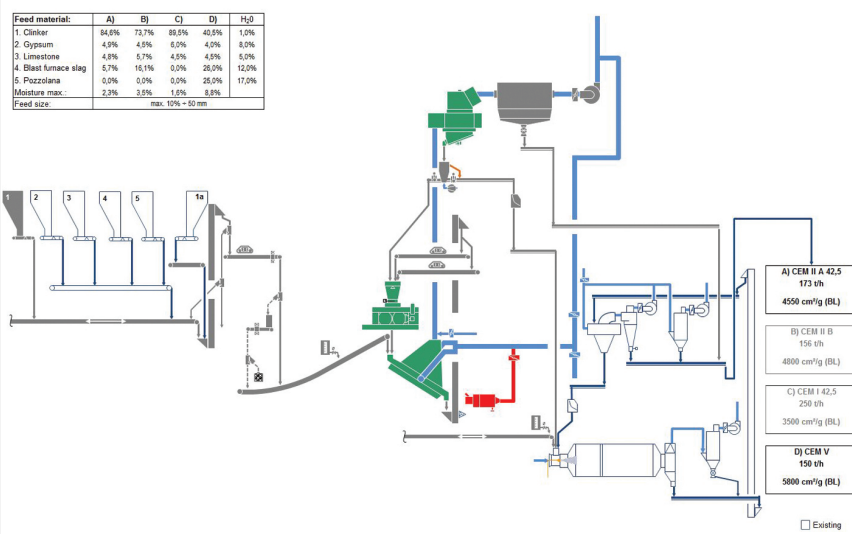 Feed material: A) B) C) D) H20
1. Clinker 84,6% 73,7% 89,5% 40,5% 1,0%
2. Gypsum 4,9% 4,5% 6,0% 4,0% 8,0%
3. Limestone 4,8% 5,7% 4,5% 4,5% 5,0%
4. Blast furnace slag 5,7% 16,1% 0,0% 26,0% 12,0%
5. Pozzolana 0,0% 0,0% 0,0% 25,0% 17,0%
Moisture max.: 2,3% 3,5% 1,6% 8,8%
Feed size: max. 10% ÷ 50 mm
1 2 3 4 5 1a
A) CEM II A 42,5
173 t/h
4550 cm²/g (BL)
B) CEM II B
156 t/h
4800 cm²/g (BL)
C) CEM I 42,5
250 t/h
3500 cm²/g (BL)
D) CEM V
150 t/h
5800 cm²/g (BL)
Existing